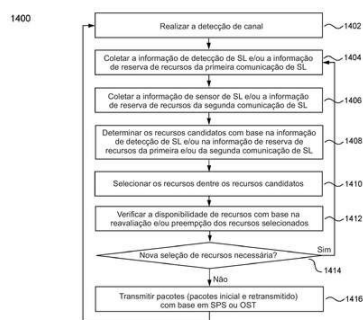 1400
Realizar a detecção de canal
1402
Coletar a informação de detecção de SL e/ou a informação
de reserva de recursos da primeira comunicação de SL
1404
Coletar a informação de sensor de SL e/ou a informação
de reserva de recursos da segunda comunicação de SL
1406
Determinar os recursos candidatos com base na informação
de detecção de SL e/ou na informação de reserva de
recursos da primeira e/ou da segunda comunicação de SL
1408
Selecionar os recursos dentre os recursos candidatos
1410
Verificar a disponibilidade de recursos com base na
reavaliação e/ou preempção dos recursos selecionados
1412
Nova seleção de recursos necessária?
Sim
1414
Não
Transmitir pacotes (pacotes inicial e retransmitido)
com base em SPS ou OST
1416